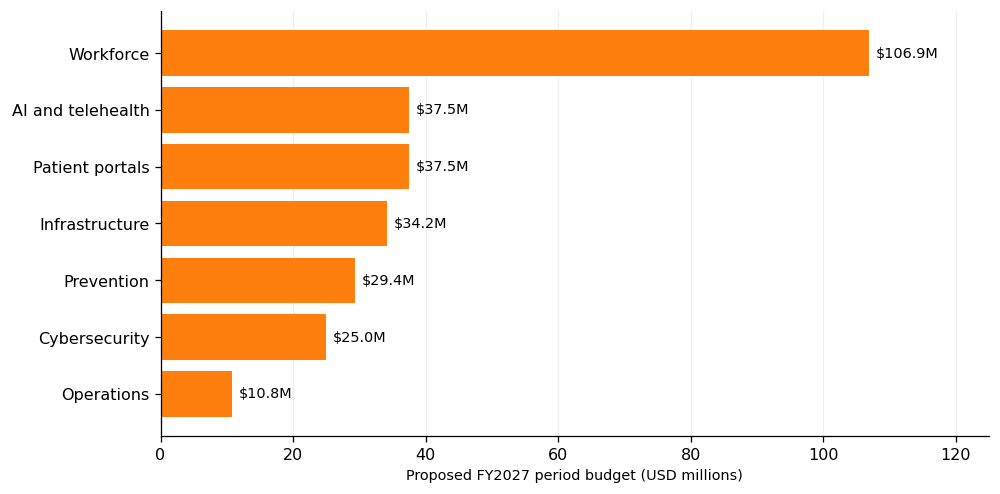 Workforce $106.9M
AI and telehealth $37.5M
Patient portals $37.5M
Infrastructure $34.2M
Prevention $29.4M
Cybersecurity $25.0M
Operations $10.8M
0 20 40 60 80 100 120
Proposed FY2027 period budget (USD millions)